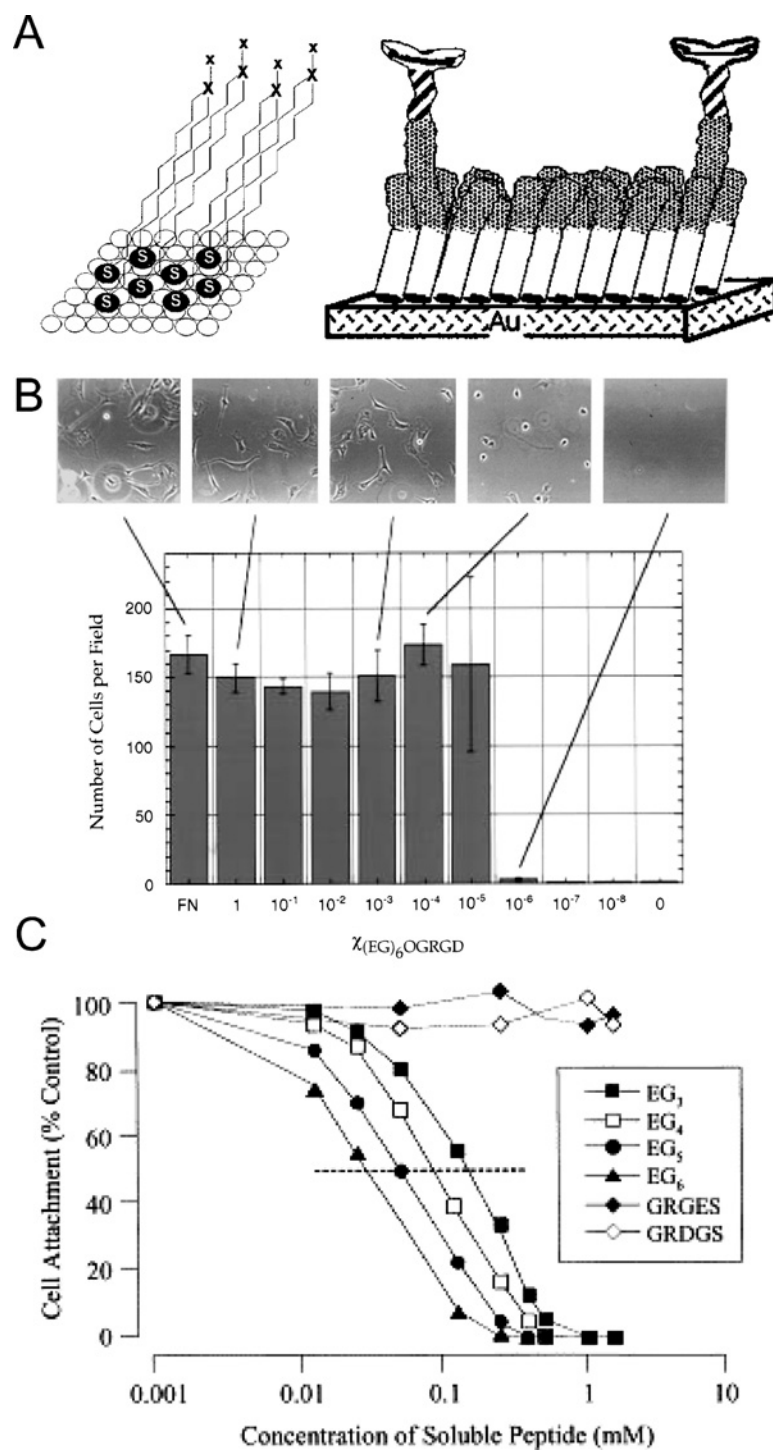 A
x x x x
X X X X
S S
S S S
S S S
Au
B
Number of Cells per Field
200
150
100
50
0
FN 1 10⁻¹ 10⁻² 10⁻³ 10⁻⁴ 10⁻⁵ 10⁻⁶ 10⁻⁷ 10⁻⁸ 0
χ(EG)₆OGRGD
C
Cell Attachment (% Control)
100
80
60
40
20
0
EG₃
EG₄
EG₅
EG₆
GRGES
GRDGS
0.001 0.01 0.1 1 10
Concentration of Soluble Peptide (mM)